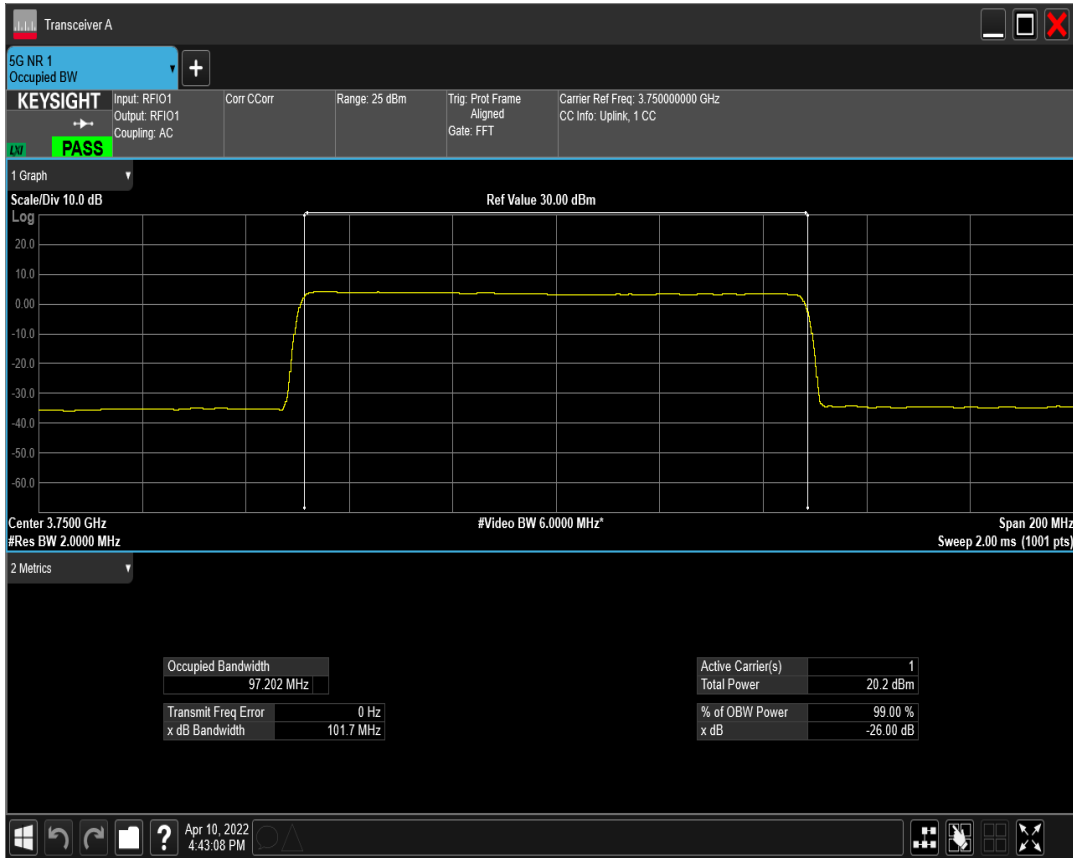 Transceiver A
5G NR 1
Occupied BW
KEYSIGHT
LXI
PASS
Input: RFIO1
Output: RFIO1
Coupling: AC
Corr CCorr
Range: 25 dBm
Trig: Prot Frame
Aligned
Gate: FFT
Carrier Ref Freq: 3.750000000 GHz
CC Info: Uplink, 1 CC
1 Graph
Scale/Div 10.0 dB
Ref Value 30.00 dBm
Log
20.0
10.0
0.00
-10.0
-20.0
-30.0
-40.0
-50.0
-60.0
Center 3.7500 GHz
#Video BW 6.0000 MHz*
Span 200 MHz
#Res BW 2.0000 MHz
Sweep 2.00 ms (1001 pts)
2 Metrics
Occupied Bandwidth
97.202 MHz
Transmit Freq Error 0 Hz
x dB Bandwidth 101.7 MHz
Active Carrier(s) 1
Total Power 20.2 dBm
% of OBW Power 99.00 %
x dB -26.00 dB
?
Apr 10, 2022
4:43:08 PM